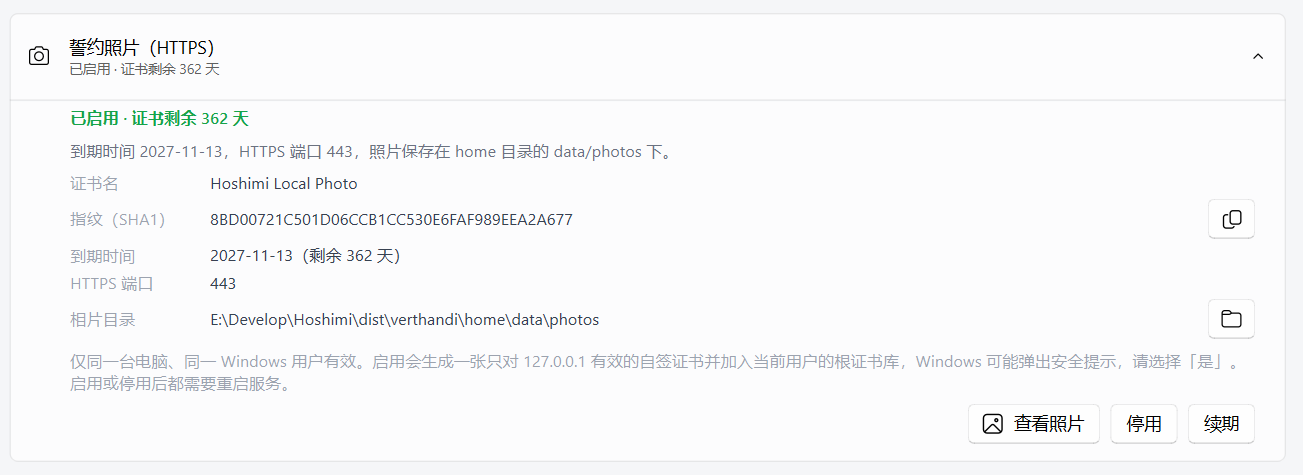 誓约照片（HTTPS）
已启用 · 证书剩余 362 天
已启用 · 证书剩余 362 天
到期时间 2027-11-13，HTTPS 端口 443，照片保存在 home 目录的 data/photos 下。
证书名 Hoshimi Local Photo
指纹（SHA1） 8BD00721C501D06CCB1CC530E6FAF989EEA2A677
到期时间 2027-11-13（剩余 362 天）
HTTPS 端口 443
相片目录 E:\Develop\Hoshimi\dist\verthandi\home\data\photos
仅同一台电脑、同一 Windows 用户有效。启用会生成一张只对 127.0.0.1 有效的自签证书并加入当前用户的根证书库，Windows 可能弹出安全提示，请选择「是」。
启用或停用后都需要重启服务。
查看照片 停用 续期